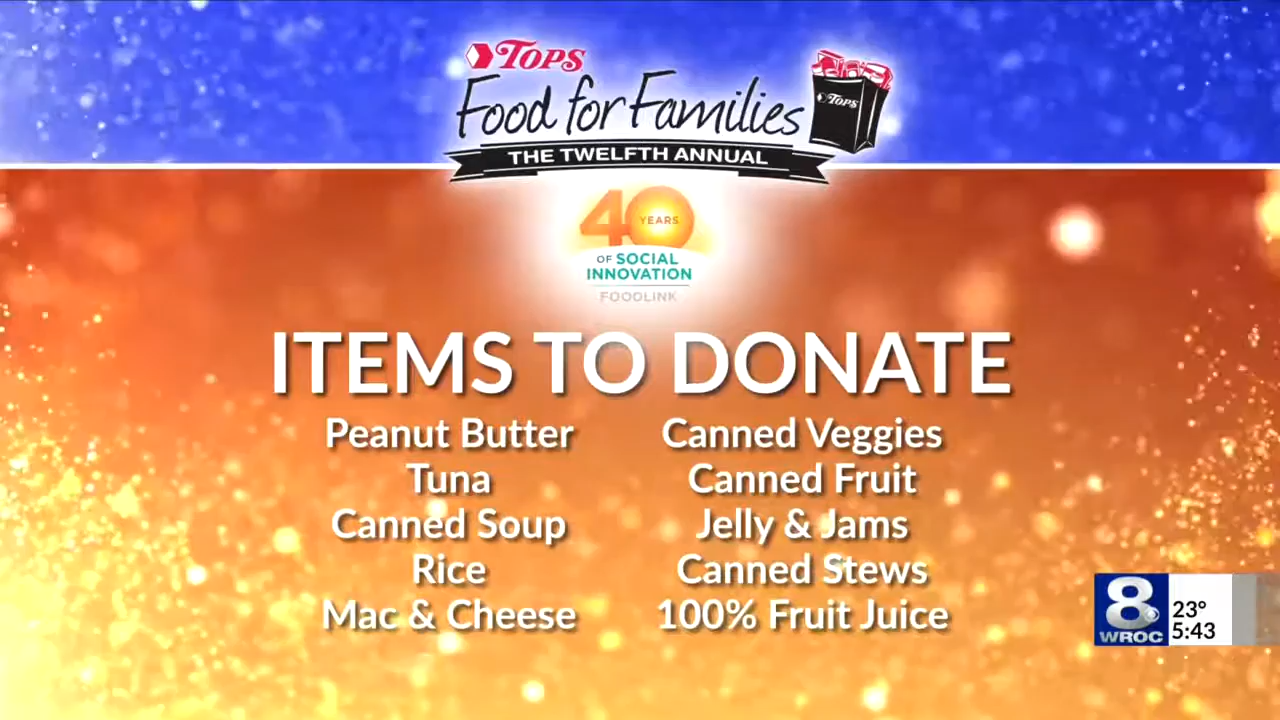 TOPS
Food for Families
TOPS
THE TWELFTH ANNUAL
40 YEARS
OF SOCIAL
INNOVATION
FOODLINK
ITEMS TO DONATE
Peanut Butter
Tuna
Canned Soup
Rice
Mac & Cheese
Canned Veggies
Canned Fruit
Jelly & Jams
Canned Stews
100% Fruit Juice
8
WROC
23°
5:43